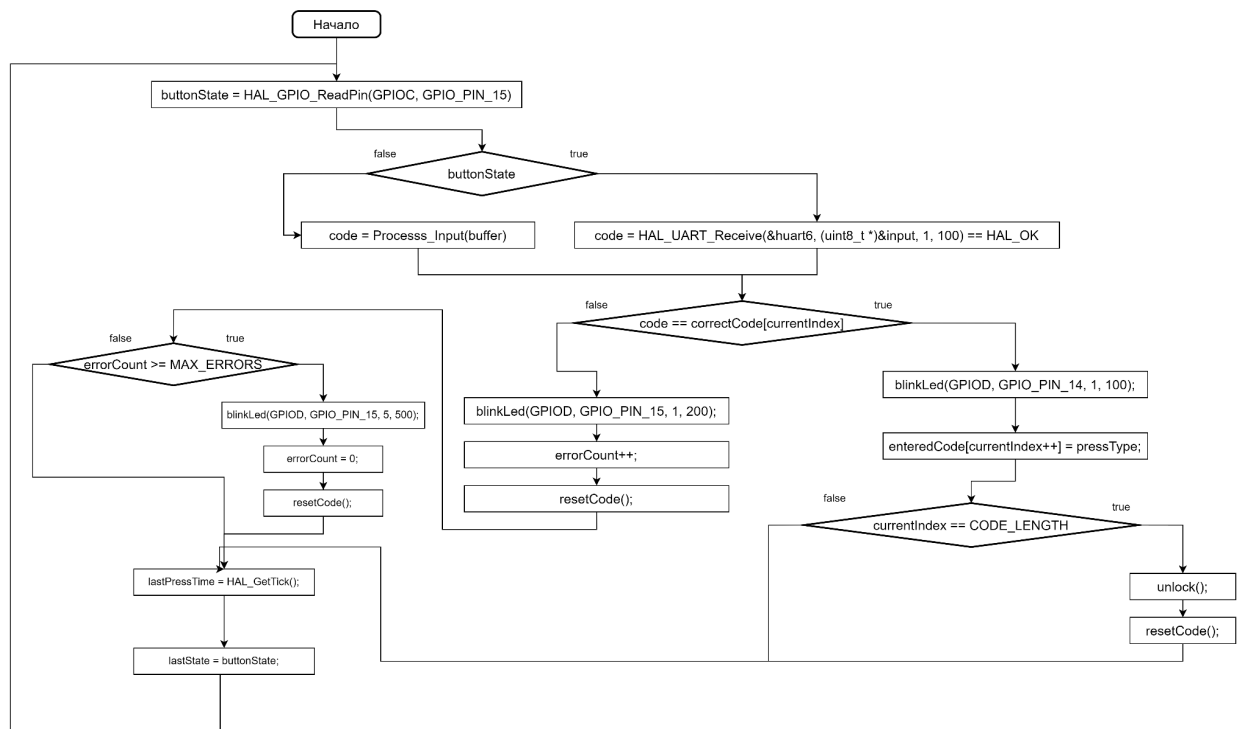 Начало
buttonState = HAL_GPIO_ReadPin(GPIOC, GPIO_PIN_15)
false
true
buttonState
code = Processs_Input(buffer)
code = HAL_UART_Receive(&huart6, (uint8_t *)&input, 1, 100) == HAL_OK
false
true
code == correctCode[currentIndex]
false
true
errorCount >= MAX_ERRORS
blinkLed(GPIOD, GPIO_PIN_14, 1, 100);
blinkLed(GPIOD, GPIO_PIN_15, 5, 500);
blinkLed(GPIOD, GPIO_PIN_15, 1, 200);
enteredCode[currentIndex++] = pressType;
errorCount = 0;
errorCount++;
resetCode();
resetCode();
false
true
currentIndex == CODE_LENGTH
lastPressTime = HAL_GetTick();
unlock();
resetCode();
lastState = buttonState;